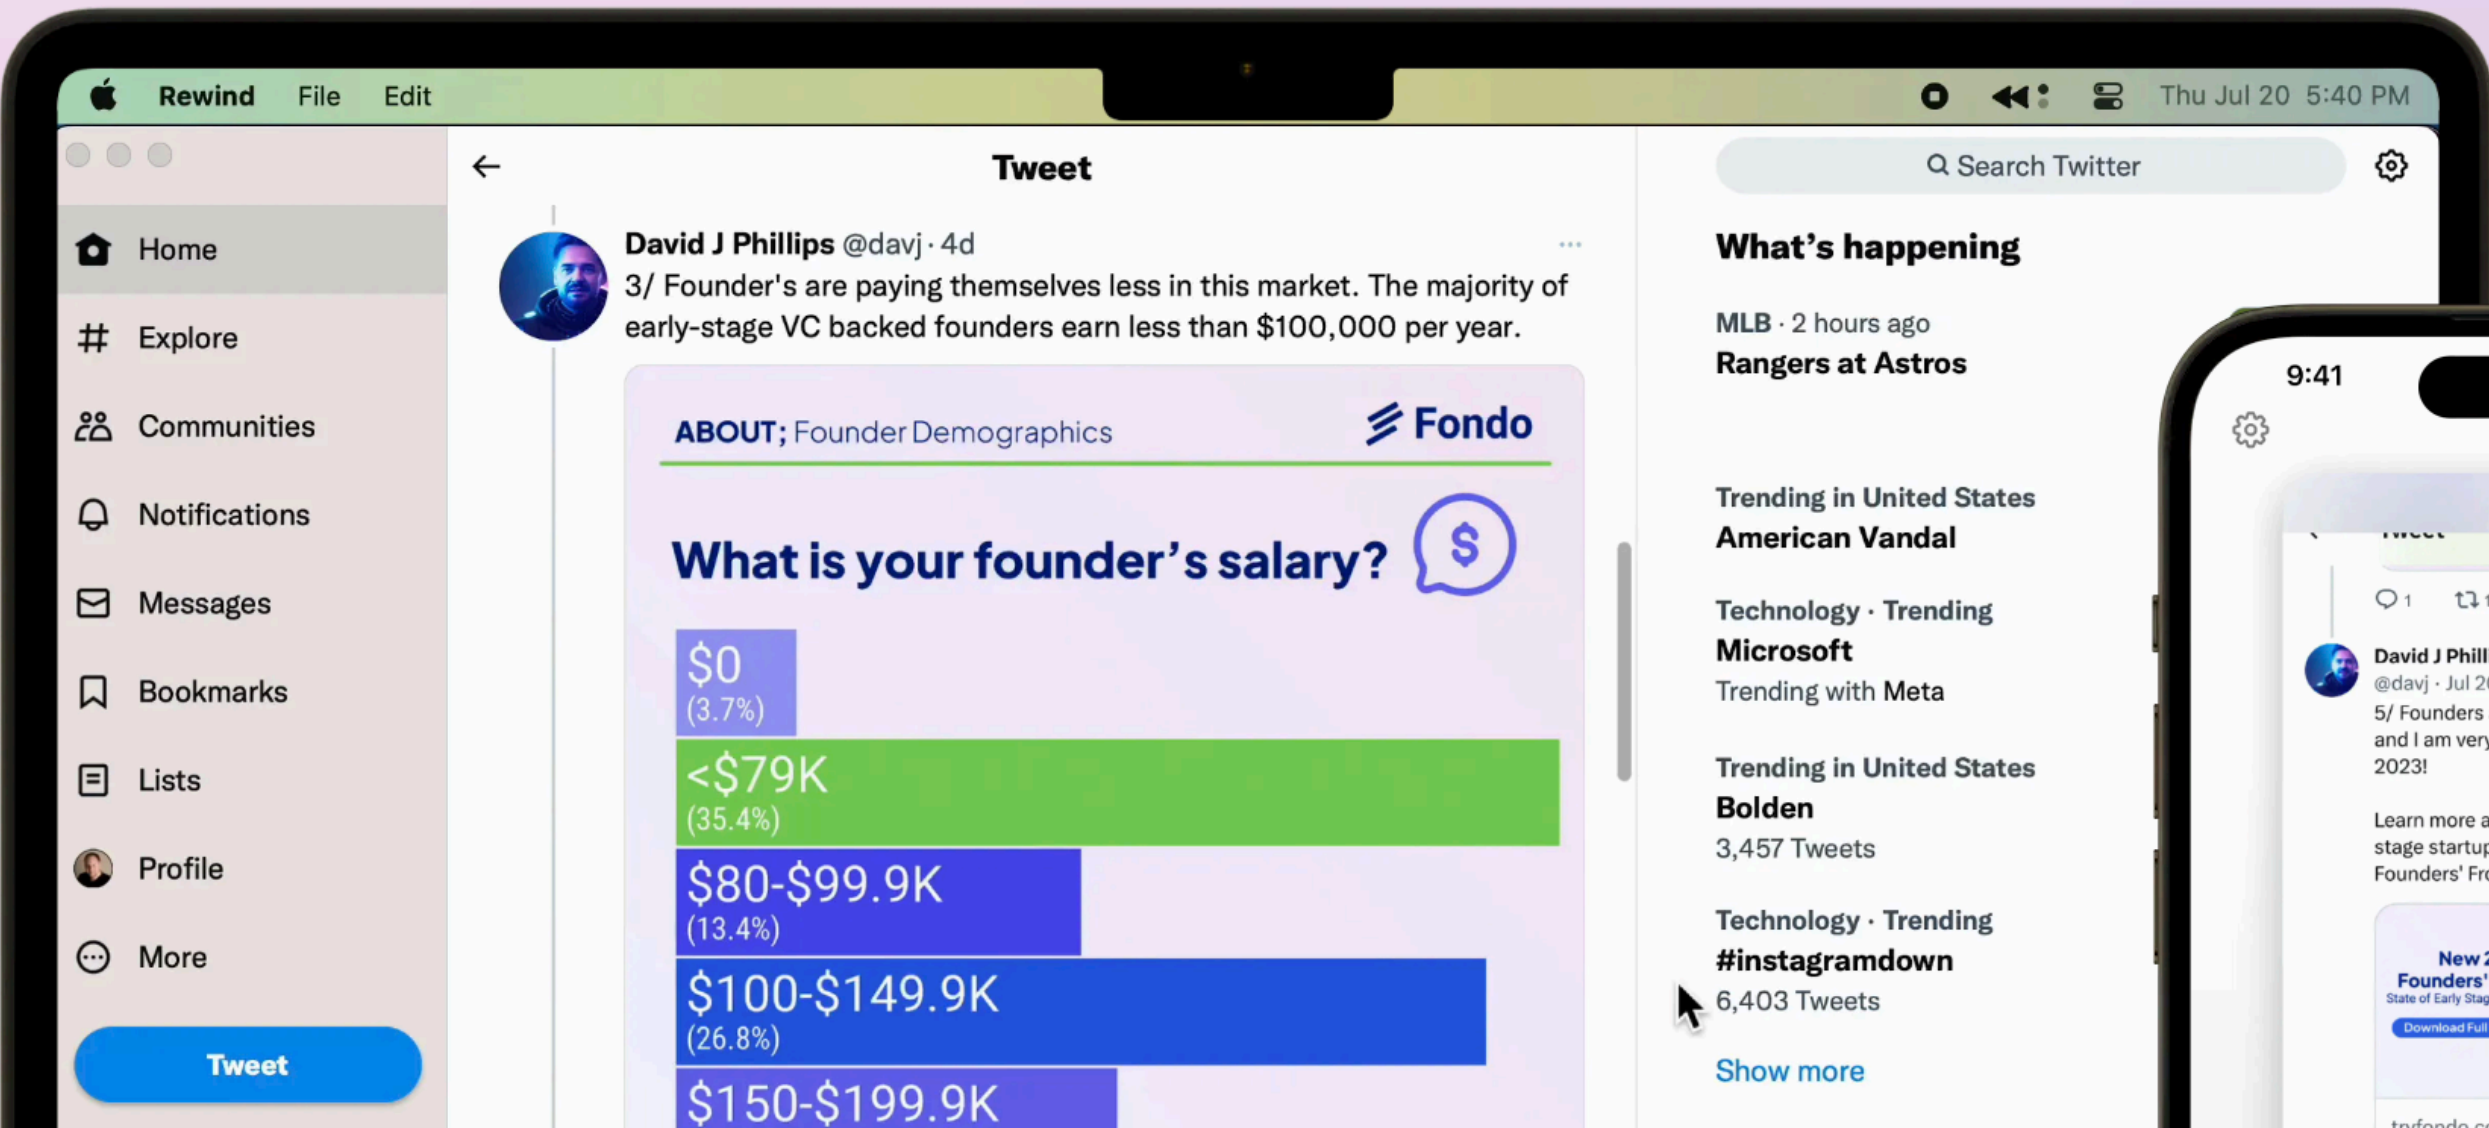 Rewind File Edit
Thu Jul 20 5:40 PM
Home
Explore
Communities
Notifications
Messages
Bookmarks
Lists
Profile
More
Tweet
Tweet
David J Phillips @davj · 4d
3/ Founder's are paying themselves less in this market. The majority of
early-stage VC backed founders earn less than $100,000 per year.
ABOUT; Founder Demographics
Fondo
What is your founder's salary?
$
$0
(3.7%)
<$79K
(35.4%)
$80-$99.9K
(13.4%)
$100-$149.9K
(26.8%)
$150-$199.9K
Search Twitter
What's happening
MLB · 2 hours ago
Rangers at Astros
Trending in United States
American Vandal
Technology · Trending
Microsoft
Trending with Meta
Trending in United States
Bolden
3,457 Tweets
Technology · Trending
#instagramdown
6,403 Tweets
Show more
9:41
1
David J Phill
@davj · Jul 2
5/ Founders
and I am very
2023!
Learn more a
stage startup
Founders' Fr
New 2
Founders'
State of Early Stag
Download Full